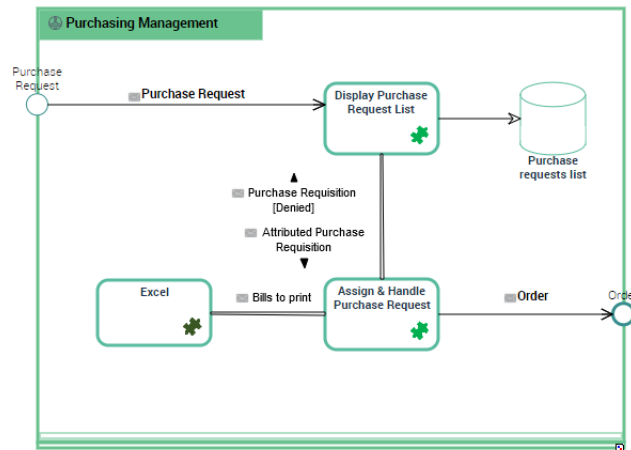 Purchasing Management
Purchase
Request
Purchase Request
Display Purchase
Request List
Purchase
requests list
Purchase Requisition
[Denied]
Attributed Purchase
Requisition
Excel
Bills to print
Assign & Handle
Purchase Request
Order